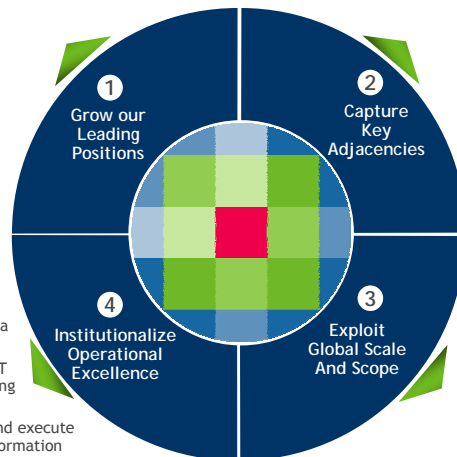 1
Grow our
Leading
Positions
2
Capture
Key
Adjacencies
3
Exploit
Global Scale
And Scope
4
Institutionalize
Operational
Excellence
a
T
ng
nd execute
ormation